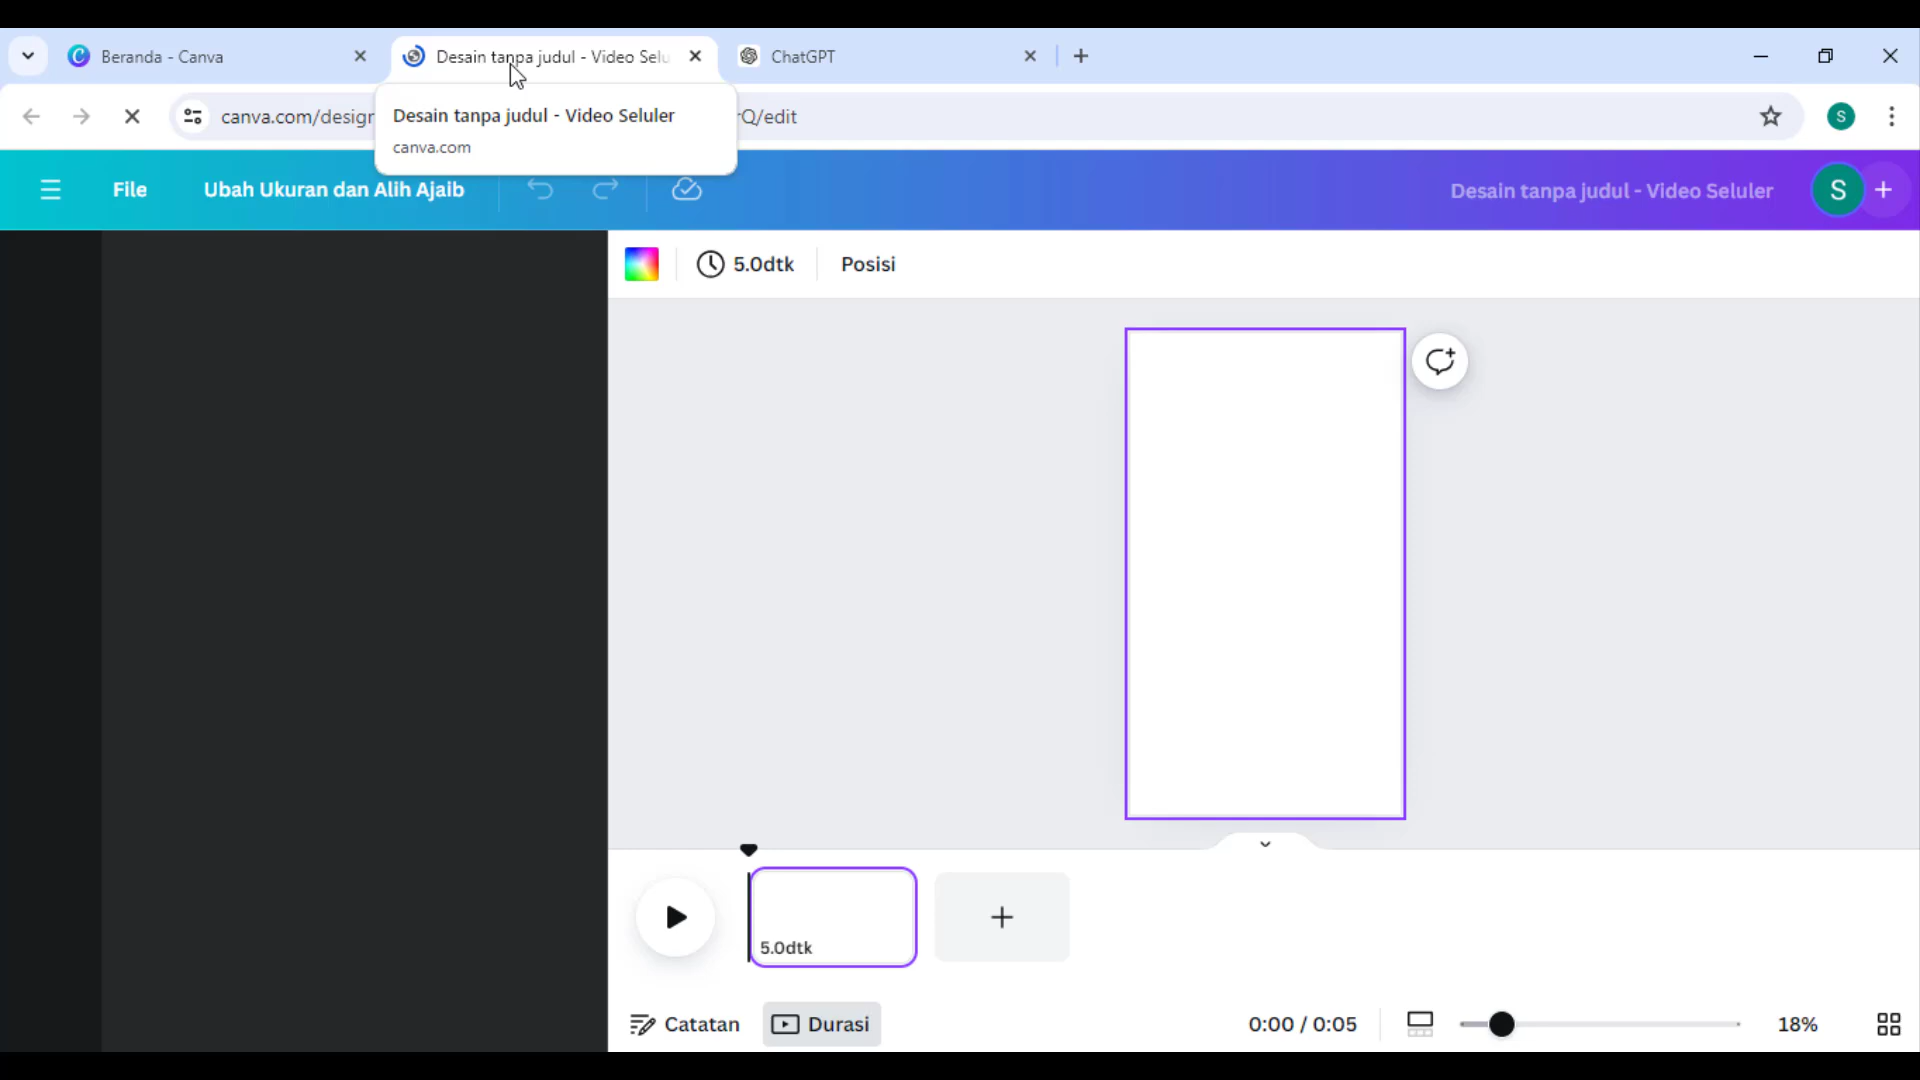 Beranda - Canva
Desain tanpa judul - Video Selu
ChatGPT
canva.com/desigr
Q/edit
Desain tanpa judul - Video Seluler
canva.com
File
Ubah Ukuran dan Alih Ajaib
Desain tanpa judul - Video Seluler
S
S
5.0dtk
Posisi
5.0dtk
Catatan
Durasi
0:00 / 0:05
18%